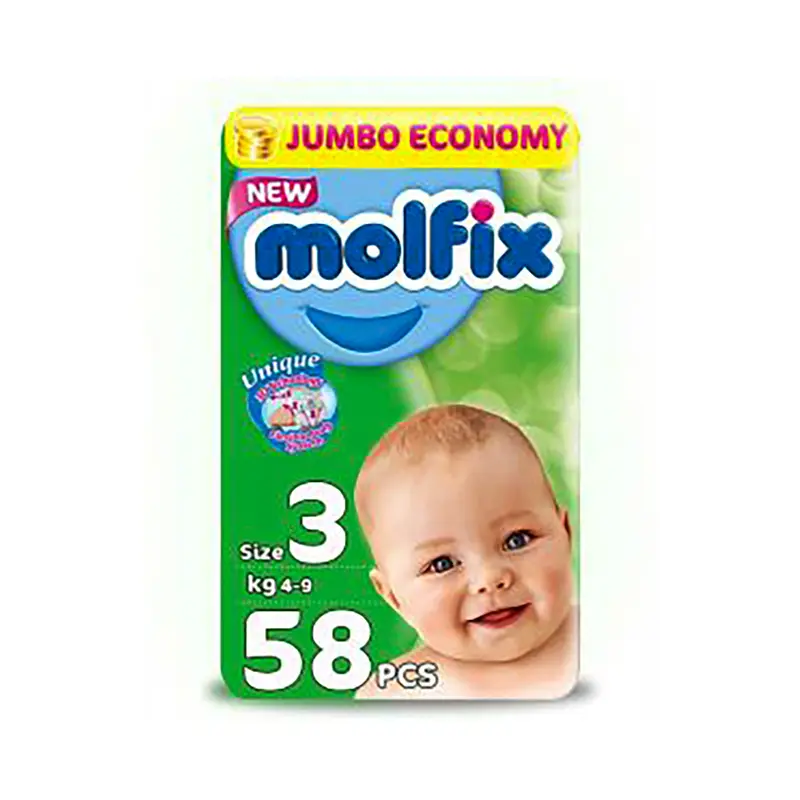 JUMBO ECONOMY
NEW
molfix
Unique
Size 3
kg 4-9
58 PCS